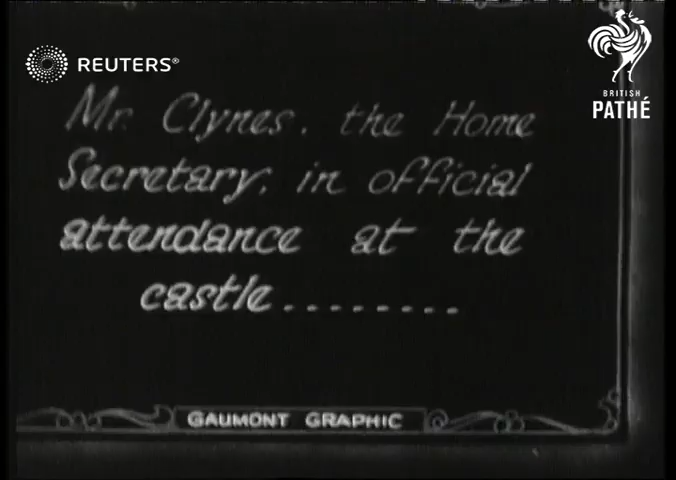 REUTERS®
BRITISH
PATHÉ
Mr. Clynes, the Home
Secretary, in official
attendance at the
castle.........
GAUMONT GRAPHIC